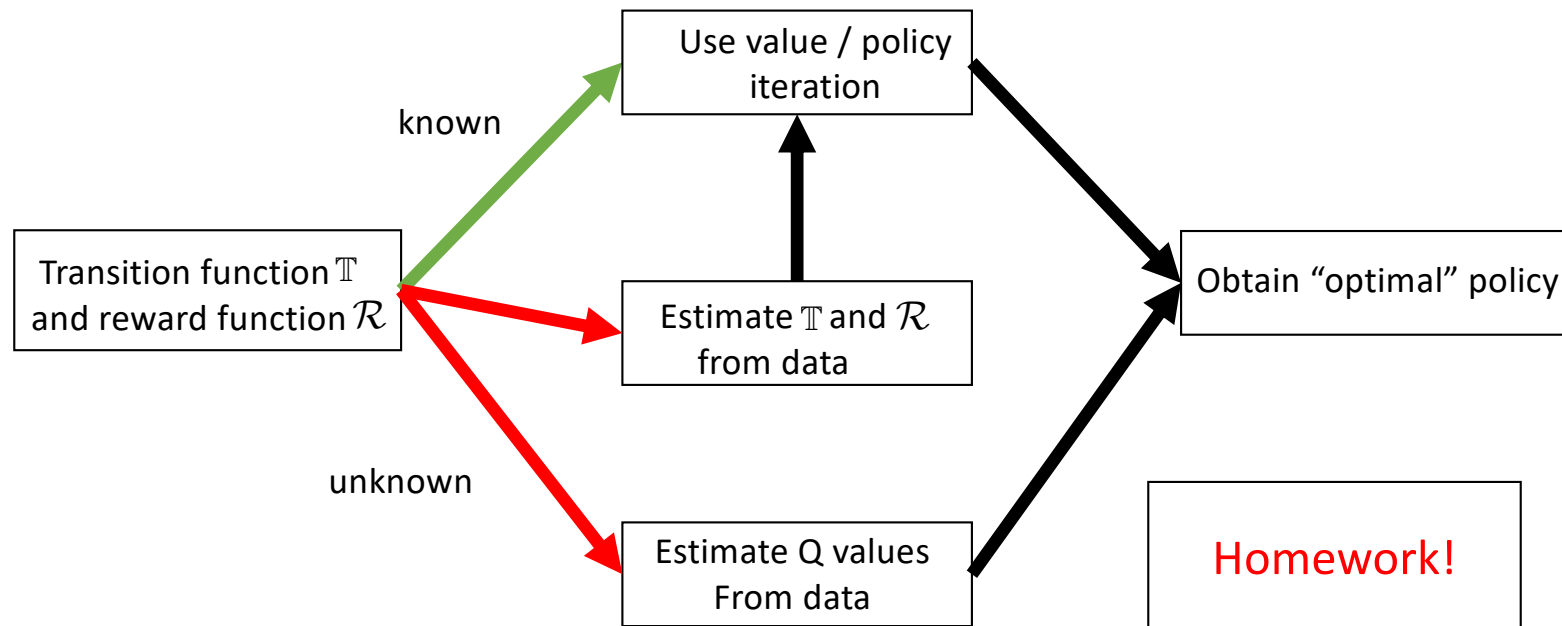 Use value / policy
iteration
known
Transition function 𝕋
and reward function ℛ
Estimate 𝕋 and ℛ
from data
Obtain “optimal” policy
unknown
Estimate Q values
From data
Homework!